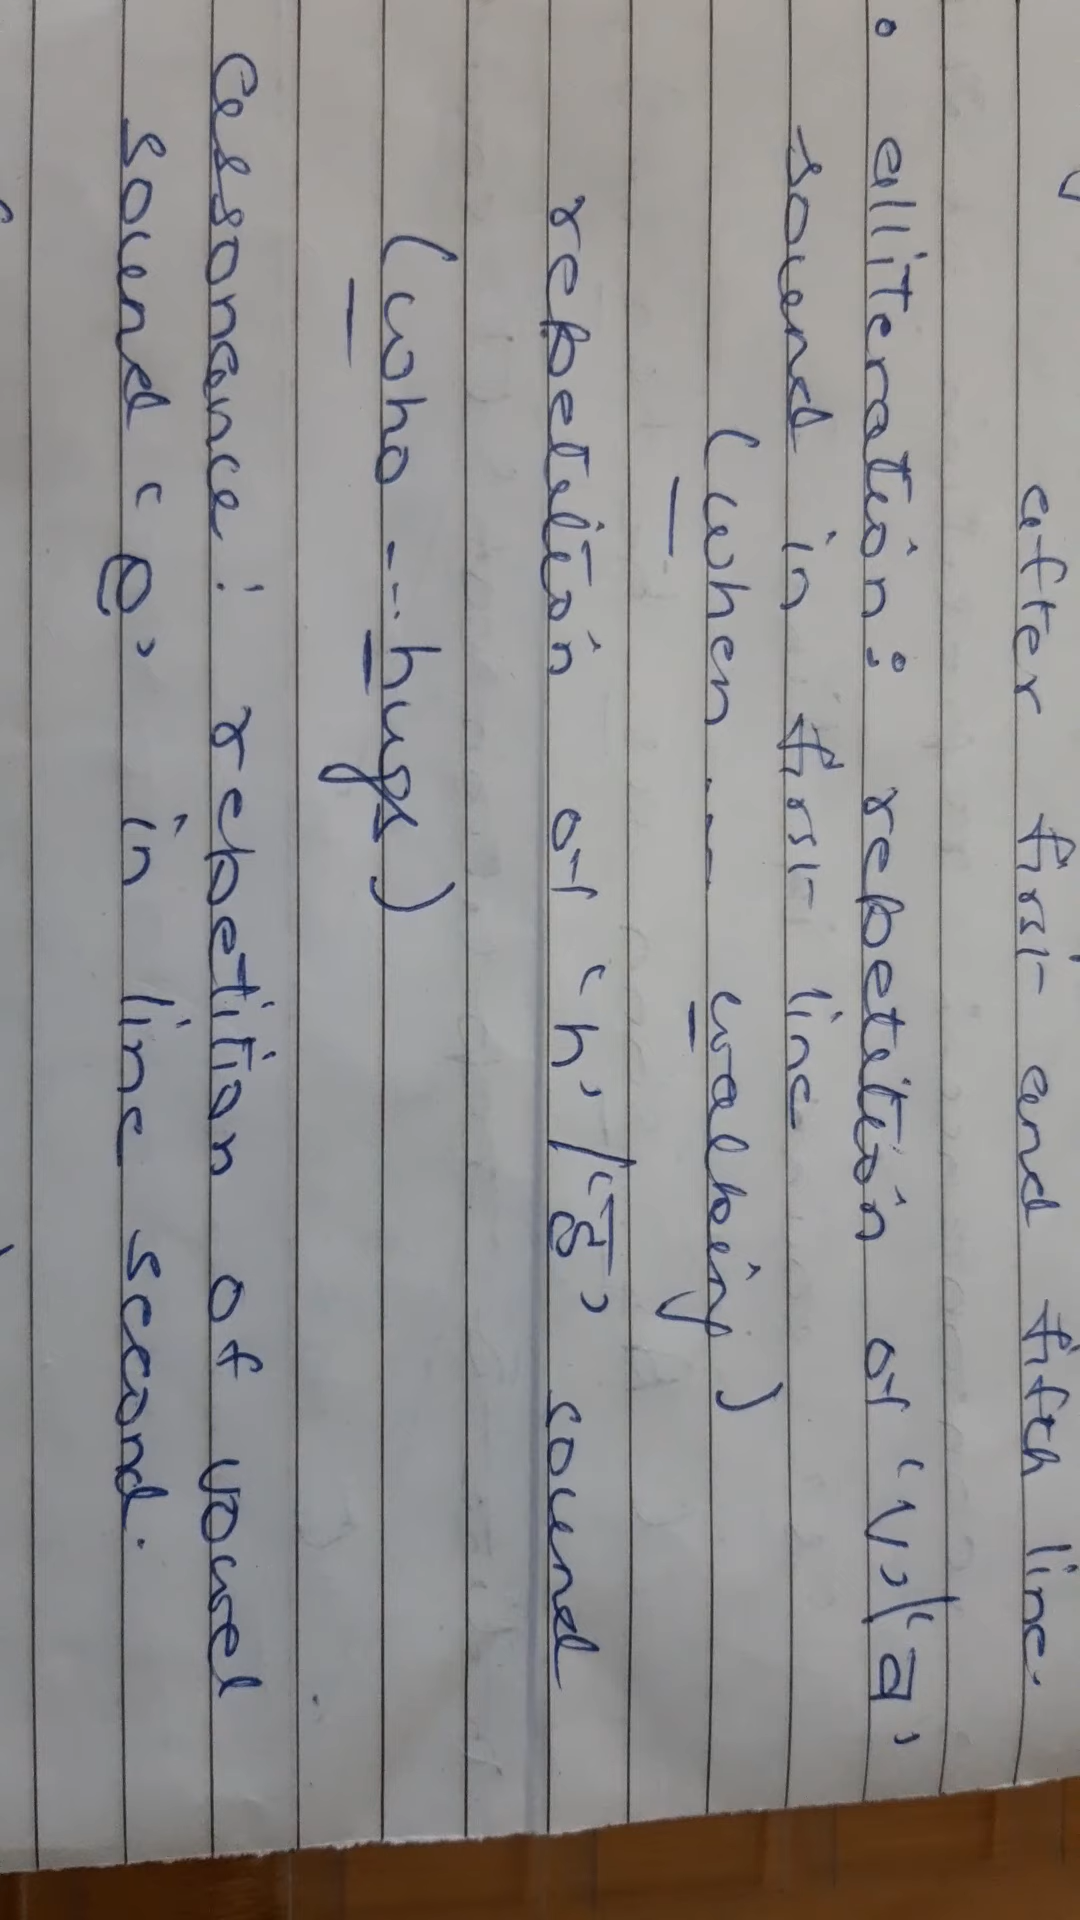 after first and fifth line.
• alliteration: repetition of 'v'/'व'
sound in first line
(when ... walking)
repetition of 'h'/'ह' sound
(who ... hugs)
assonance: repetition of vowel
sound 'e' in line second.